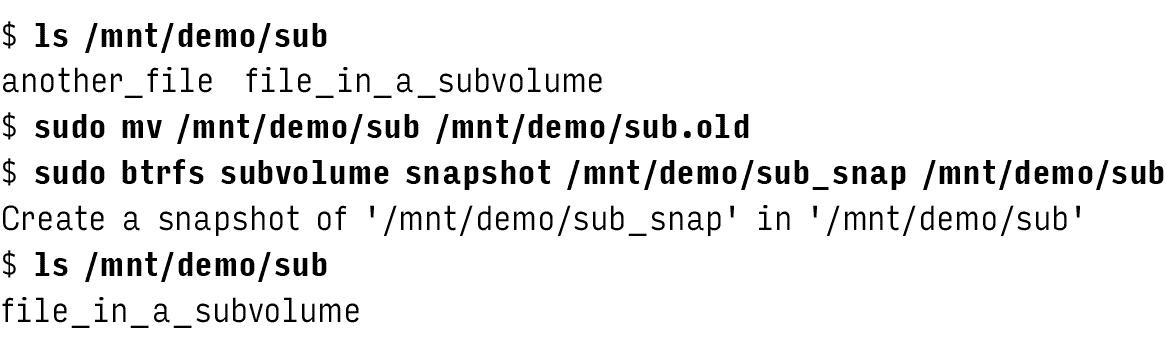 $ ls /mnt/demo/sub
another_file  file_in_a_subvolume
$ sudo mv /mnt/demo/sub /mnt/demo/sub.old
$ sudo btrfs subvolume snapshot /mnt/demo/sub_snap /mnt/demo/sub
Create a snapshot of '/mnt/demo/sub_snap' in '/mnt/demo/sub'
$ ls /mnt/demo/sub
file_in_a_subvolume